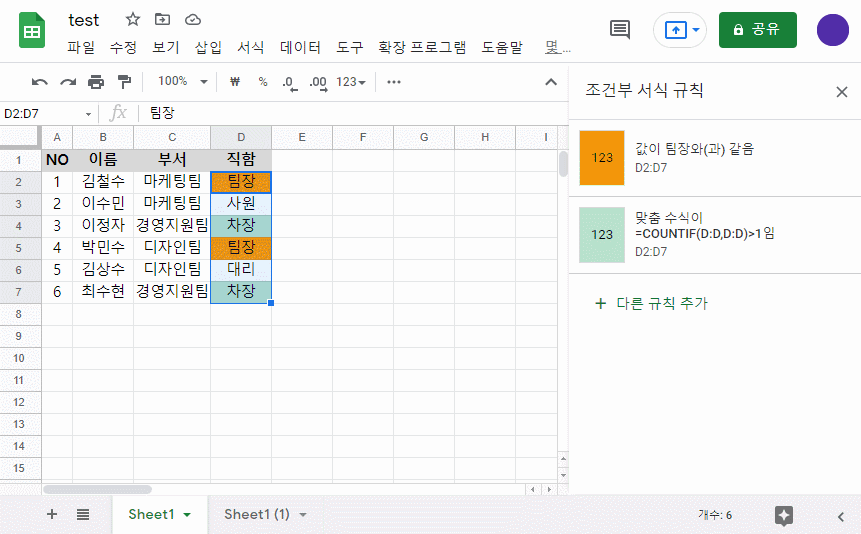 test
파일 수정 보기 삽입 서식 데이터 도구 확장 프로그램 도움말 몇 ...
공유
100% ₩ % .0 .00 123
D2:D7 fx 팀장
A B C D E F G H I
1 NO 이름 부서 직함
2 1 김철수 마케팅팀 팀장
3 2 이수민 마케팅팀 사원
4 3 이정자 경영지원팀 차장
5 4 박민수 디자인팀 팀장
6 5 김상수 디자인팀 대리
7 6 최수현 경영지원팀 차장
8
9
10
11
12
13
14
15
조건부 서식 규칙
123 값이 팀장와(과) 같음
D2:D7
123 맞춤 수식이
=COUNTIF(D:D,D:D)>1임
D2:D7
+ 다른 규칙 추가
Sheet1 Sheet1 (1) 개수: 6